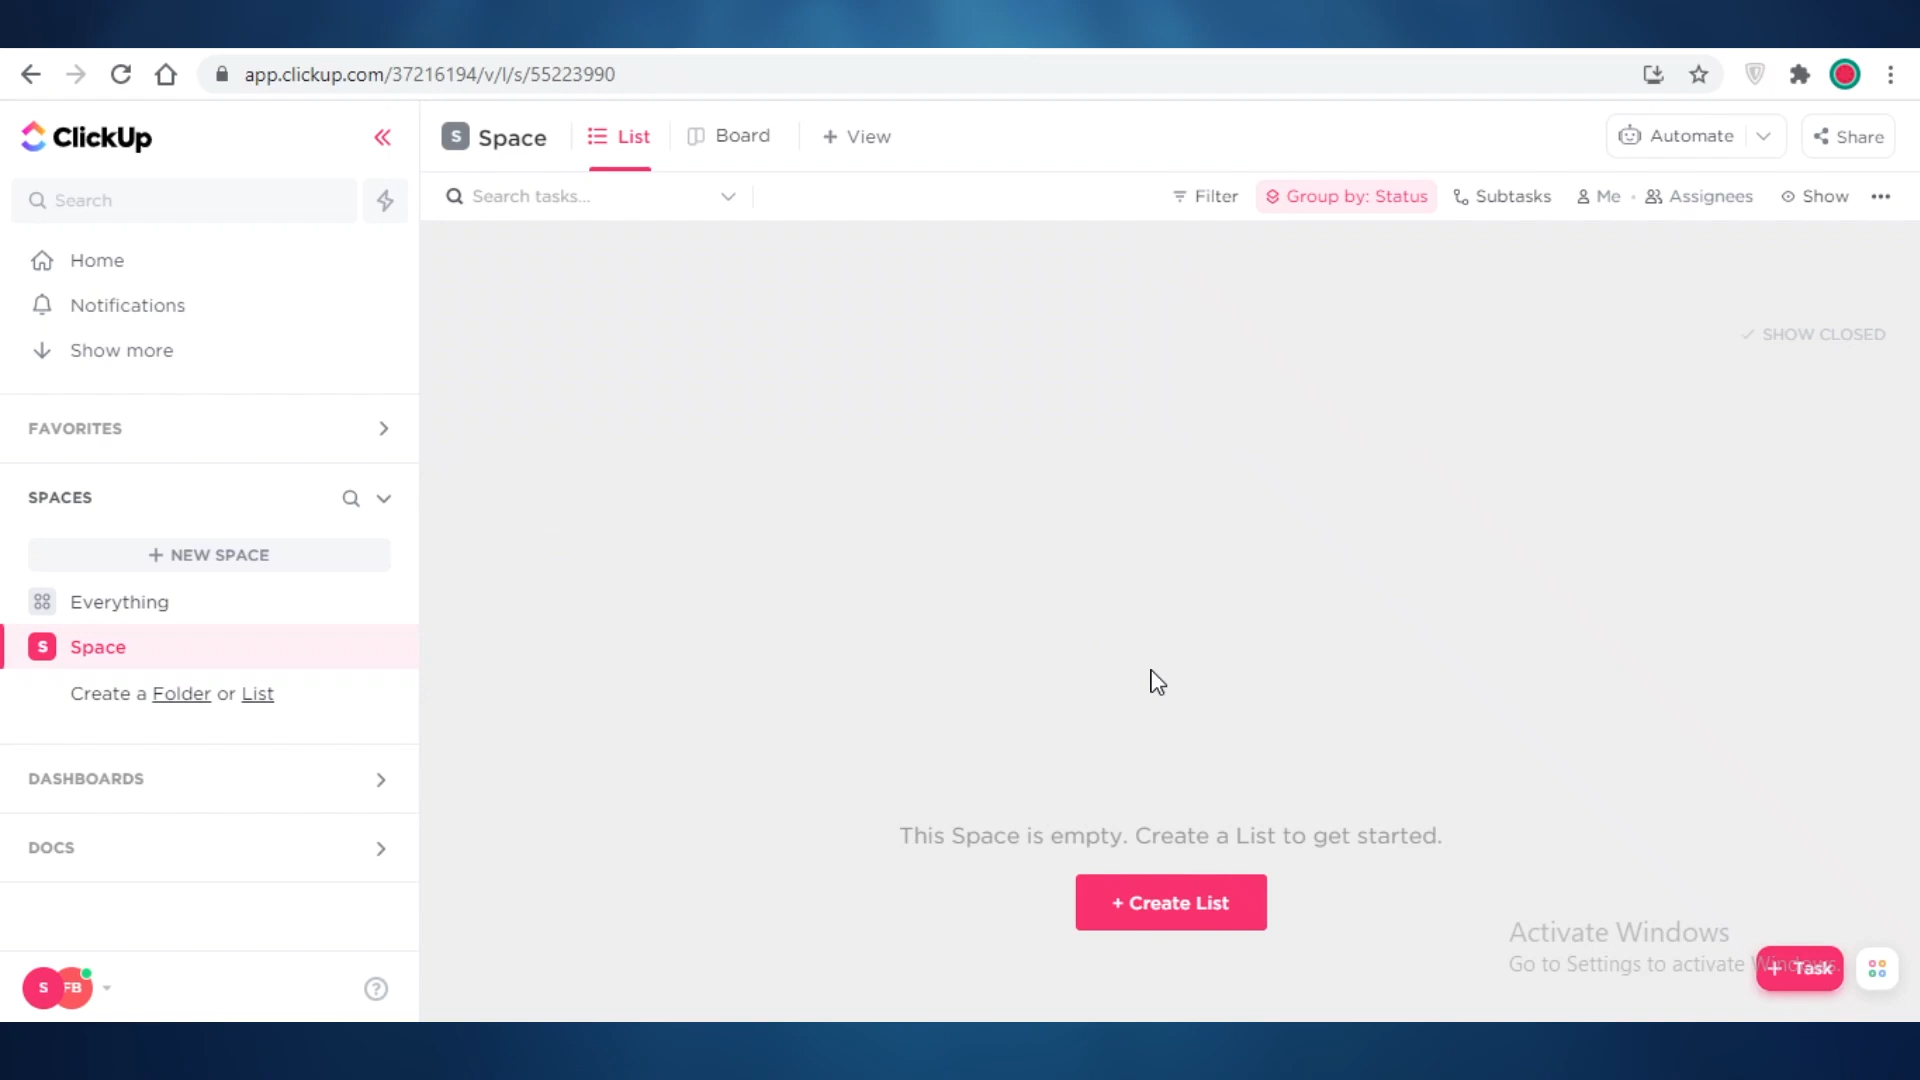 app.clickup.com/37216194/v/l/s/55223990
ClickUp
S Space
List
Board
+ View
Automate
Share
Search
Search tasks...
Filter
Group by: Status
Subtasks
Me
Assignees
Show
Home
Notifications
Show more
SHOW CLOSED
FAVORITES
SPACES
+ NEW SPACE
Everything
S Space
Create a Folder or List
DASHBOARDS
DOCS
This Space is empty. Create a List to get started.
+ Create List
Activate Windows
Go to Settings to activate Windows.
+ Task
S FB
?